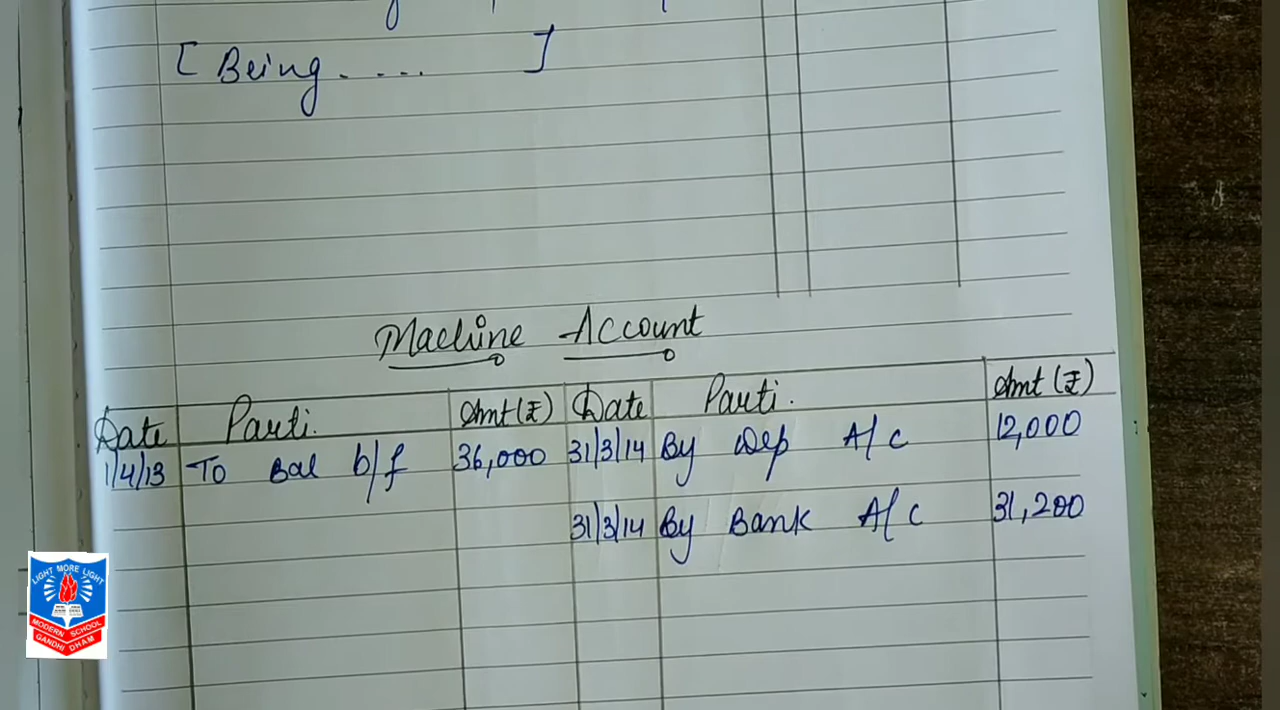 [ Being.... ]
Machine Account
Date Parti. Amt (₹) Date Parti. Amt (₹)
1/4/13 To Bal b/f 36,000 31/3/14 By Dep A/c 12,000
31/3/14 By Bank A/c 31,200
LIGHT MORE LIGHT
MODERN SCHOOL
GANDHI DHAM